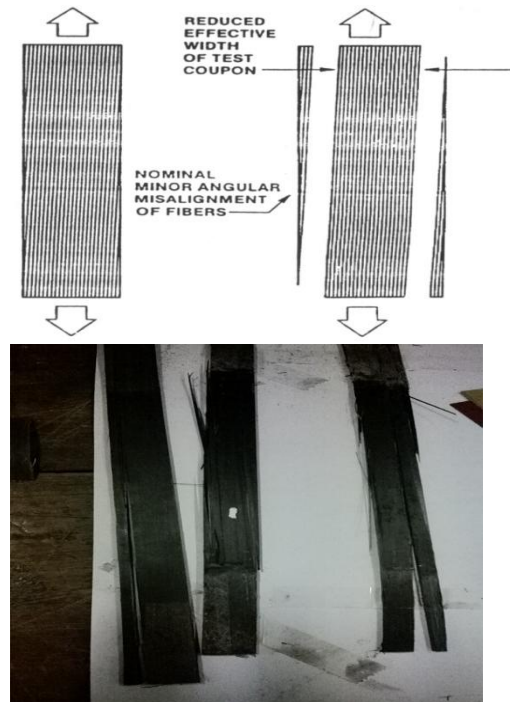 REDUCED
EFFECTIVE
WIDTH
OF TEST
COUPON
NOMINAL
MINOR ANGULAR
MISALIGNMENT
OF FIBERS